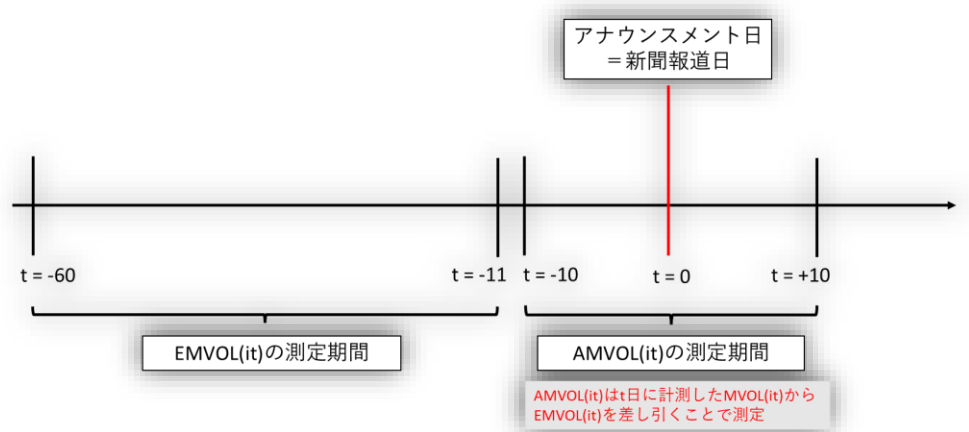 アナウンスメント日
＝新聞報道日
t = -60
t = -11
t = -10
t = 0
t = +10
EMVOL(it)の測定期間
AMVOL(it)の測定期間
AMVOL(it)はt日に計測したMVOL(it)から
EMVOL(it)を差し引くことで測定